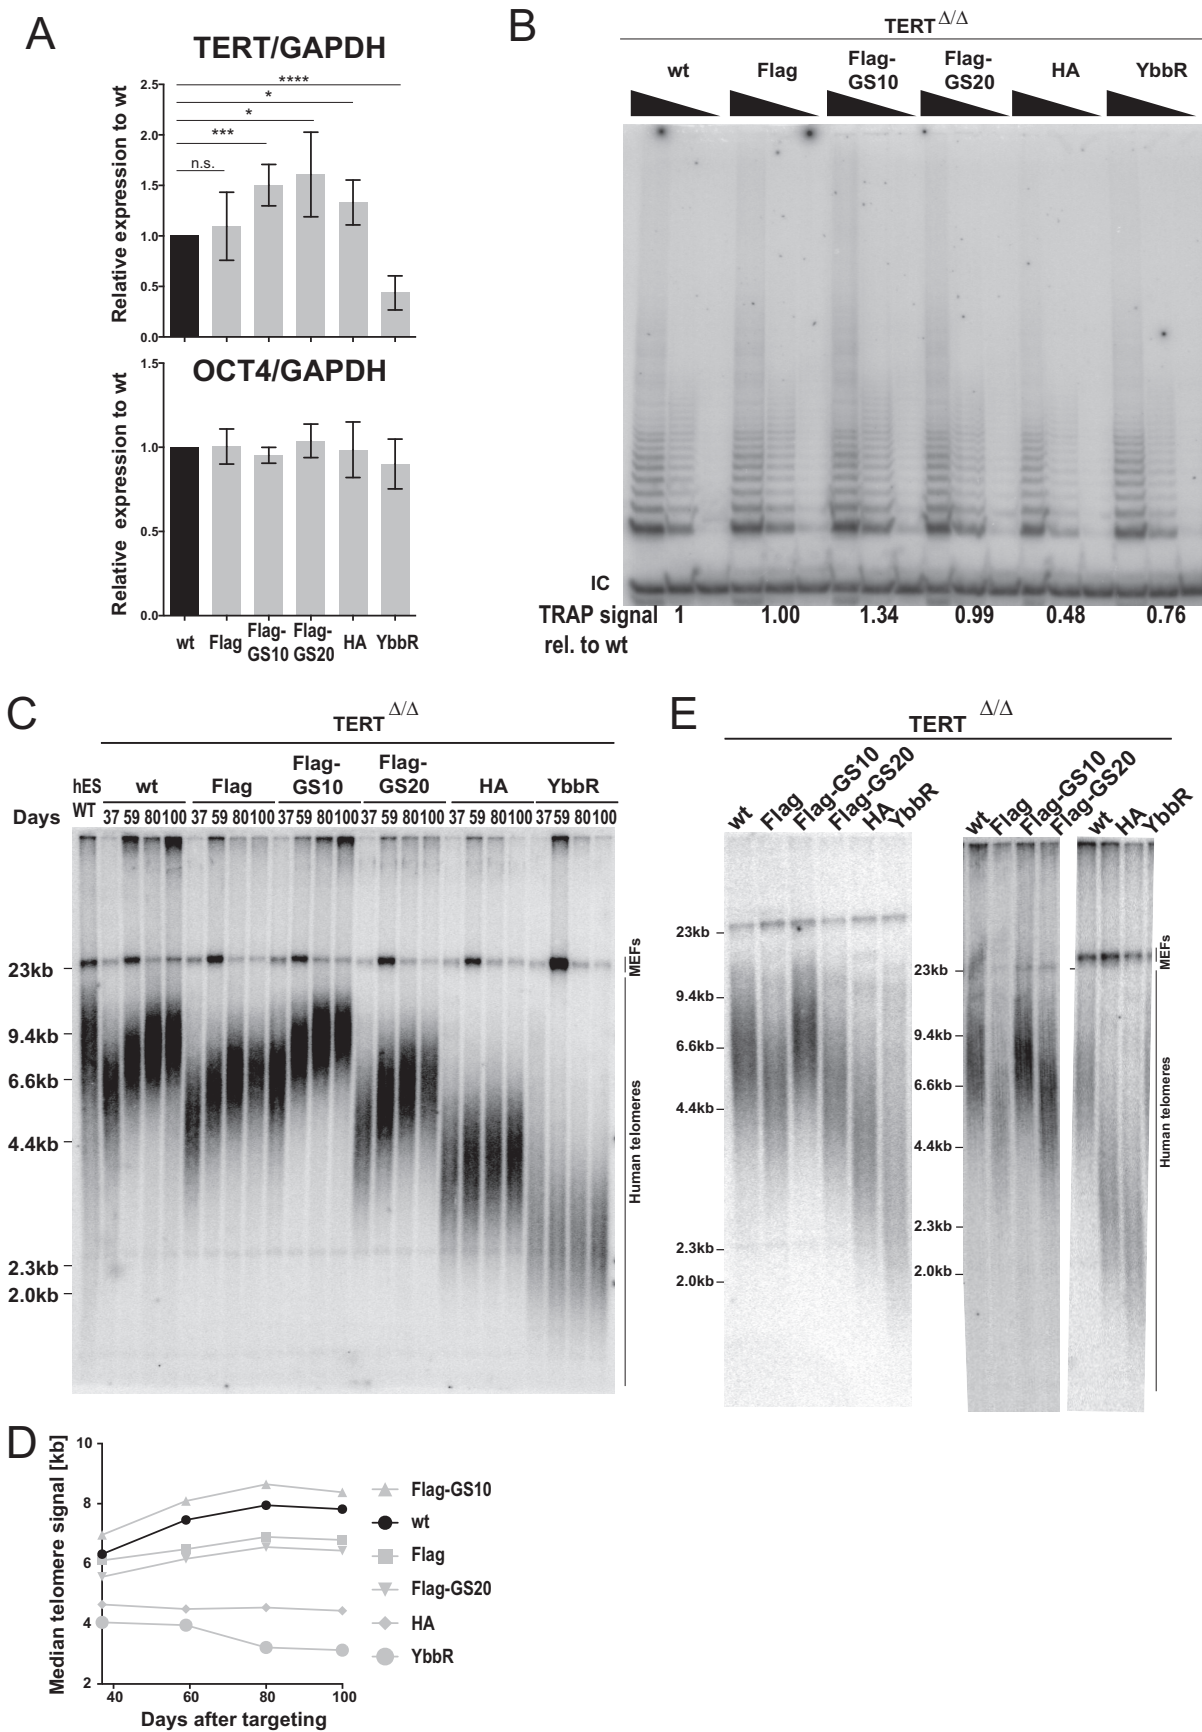 A
TERT/GAPDH
Relative expression to wt
2.5
2.0
1.5
1.0
0.5
0.0
n.s.
***
*
*
****
OCT4/GAPDH
Relative expression to wt
1.5
1.0
0.5
0.0
wt Flag Flag-GS10 Flag-GS20 HA YbbR
B
TERT Δ/Δ
wt Flag Flag-GS10 Flag-GS20 HA YbbR
IC
TRAP signal 1 1.00 1.34 0.99 0.48 0.76
rel. to wt
C
TERT Δ/Δ
hES WT wt Flag Flag-GS10 Flag-GS20 HA YbbR
Days 37 59 80 100 37 59 80 100 37 59 80 100 37 59 80 100 37 59 80 100 37 59 80 100
23kb
9.4kb
6.6kb
4.4kb
2.3kb
2.0kb
MEFs
Human telomeres
E
TERT Δ/Δ
wt Flag Flag-GS10 Flag-GS20 HA YbbR
23kb
9.4kb
6.6kb
4.4kb
2.3kb
2.0kb
wt Flag Flag-GS10 Flag-GS20 wt HA YbbR
23kb
9.4kb
6.6kb
4.4kb
2.3kb
2.0kb
MEFs
Human telomeres
D
Median telomere signal [kb]
10
8
6
4
2
40 60 80 100
Days after targeting
Flag-GS10
wt
Flag
Flag-GS20
HA
YbbR